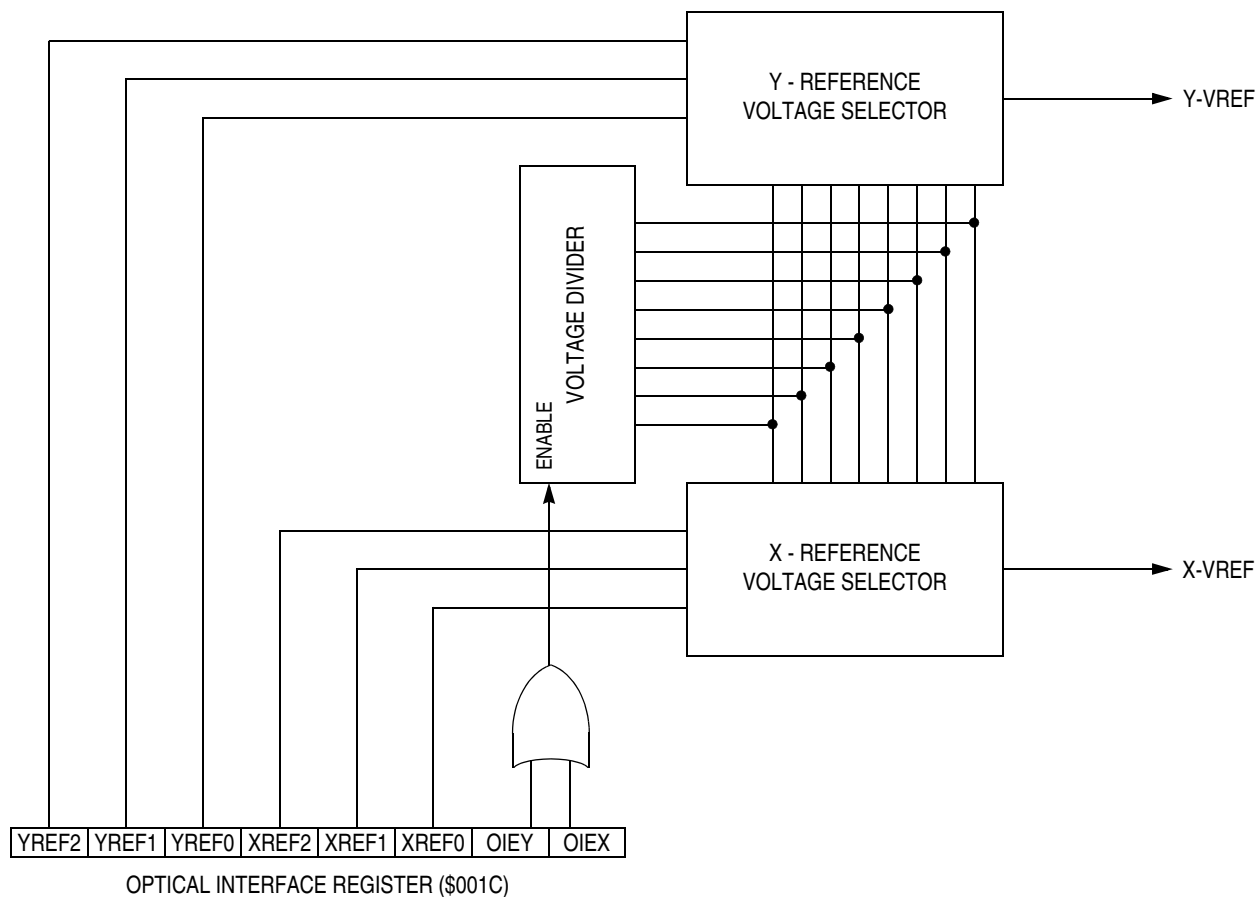 Y - REFERENCE
VOLTAGE SELECTOR
Y-VREF
VOLTAGE DIVIDER
ENABLE
X - REFERENCE
VOLTAGE SELECTOR
X-VREF
YREF2 YREF1 YREF0 XREF2 XREF1 XREF0 OIEY OIEX
OPTICAL INTERFACE REGISTER ($001C)